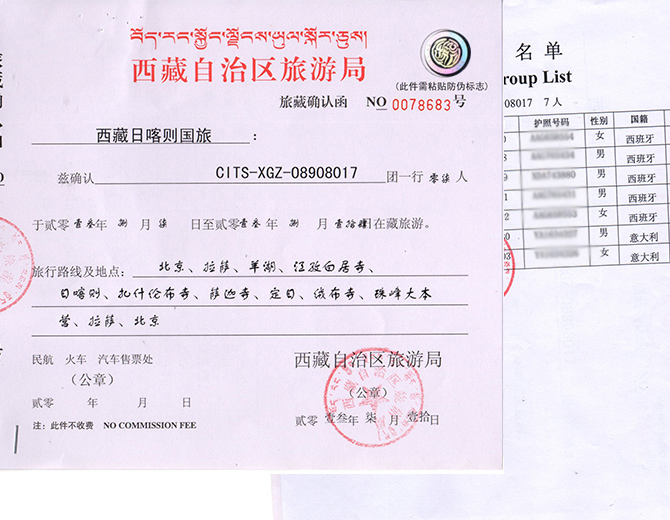 བོད་རང་སྐྱོང་ལྗོངས་ཡུལ་སྐོར་ཅུས།
西藏自治区旅游局
(此件需粘贴防伪标志)
旅藏确认函 NO 0078683号
西藏日喀则国旅 :
兹确认 CITS-XGZ-08908017 团一行 零柒 人
于贰零壹叁年 捌 月 柒 日至贰零壹叁年 捌 月 日在藏旅游。
旅行路线及地点: 北京、拉萨、羊湖、江孜白居寺、
日喀则、扎什伦布寺、萨迦寺、定日、绒布寺、珠峰大本
营、拉萨、北京
民航 火车 汽车售票处
(公章)
贰零 年 月 日
注: 此件不收费 NO COMMISSION FEE
西藏自治区旅游局
(公章)
贰零壹叁年 柒 月 壹拾日
名单
roup List
08017 7人
护照号码 性别 国籍
女 西班牙
男 西班牙
男 西班牙
男 西班牙
女 西班牙
男 意大利
女 意大利